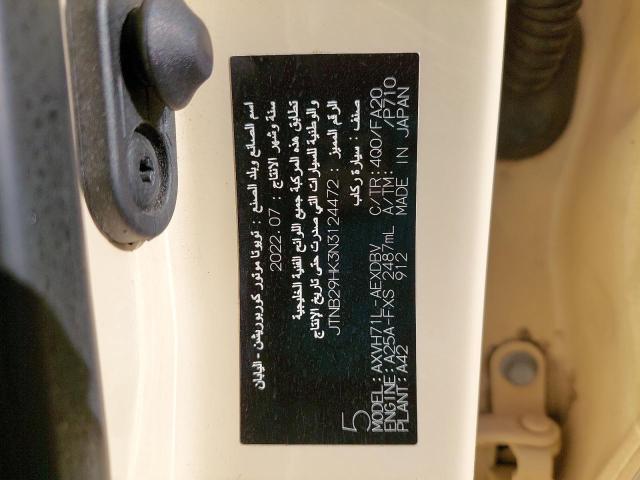 اسم الصانع وبلد الصنع : تويوتا موتور كوربوريشن - اليابان
سنة وشهر الانتاج : 2022.07
تطابق هذه المركبة جميع اللوائح الفنية الخليجية
والوطنية للسيارات التي صدرت حتى تاريخ الإنتاج
الرقم المميز : JTNB29HK3N3124472
صنف : سيارة ركاب
5
MODEL:AXVH71L-AEXDBV C/TR:4Q0/FA20
ENGINE:A25A-FXS 2487mL A/TM: /P710
PLANT:A42 912 MADE IN JAPAN